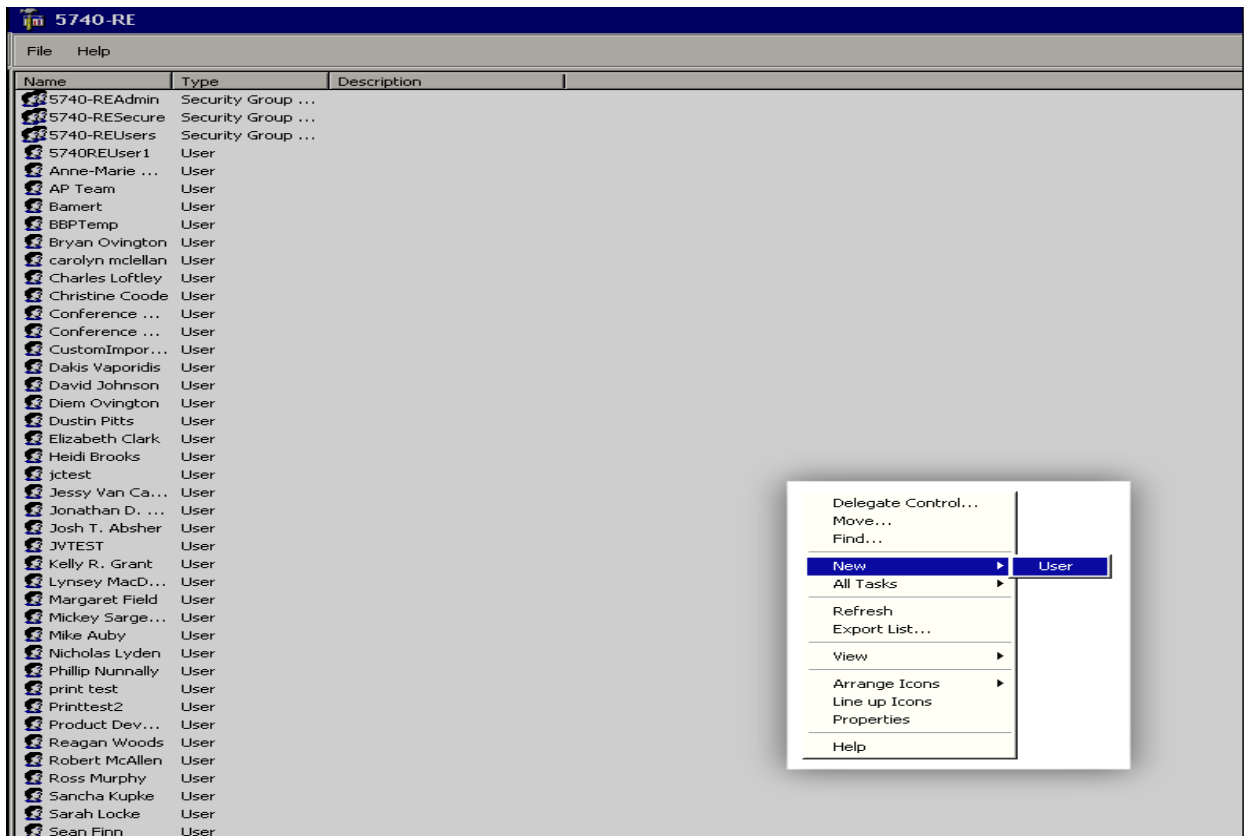 5740-RE
File Help
Name Type Description
5740-REAdmin Security Group ...
5740-RESecure Security Group ...
5740-REUsers Security Group ...
5740REUser1 User
Anne-Marie ... User
AP Team User
Bamert User
BBPTemp User
Bryan Ovington User
carolyn mclellan User
Charles Loftley User
Christine Coode User
Conference ... User
Conference ... User
CustomImpor... User
Dakis Vaporidis User
David Johnson User
Diem Ovington User
Dustin Pitts User
Elizabeth Clark User
Heidi Brooks User
jctest User
Jessy Van Ca... User
Jonathan D. ... User
Josh T. Absher User
JVTEST User
Kelly R. Grant User
Lynsey MacD... User
Margaret Field User
Mickey Sarge... User
Mike Auby User
Nicholas Lyden User
Phillip Nunnally User
print test User
Printtest2 User
Product Dev... User
Reagan Woods User
Robert McAllen User
Ross Murphy User
Sancha Kupke User
Sarah Locke User
Sean Finn User
Delegate Control...
Move...
Find...
New User
All Tasks
Refresh
Export List...
View
Arrange Icons
Line up Icons
Properties
Help